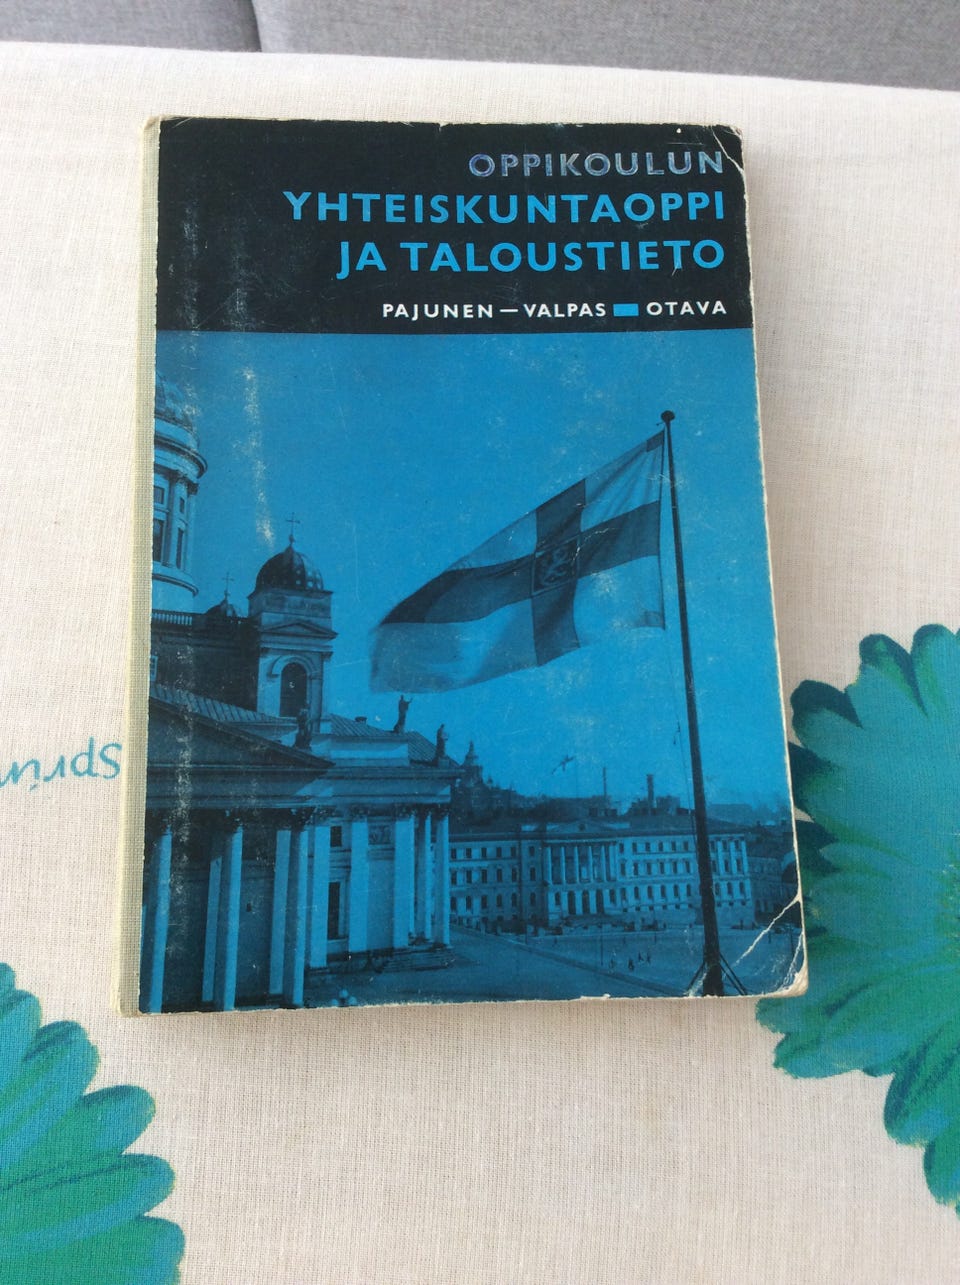 OPPIKOULUN
YHTEISKUNTAOPPI
JA TALOUSTIETO
PAJUNEN — VALPAS OTAVA